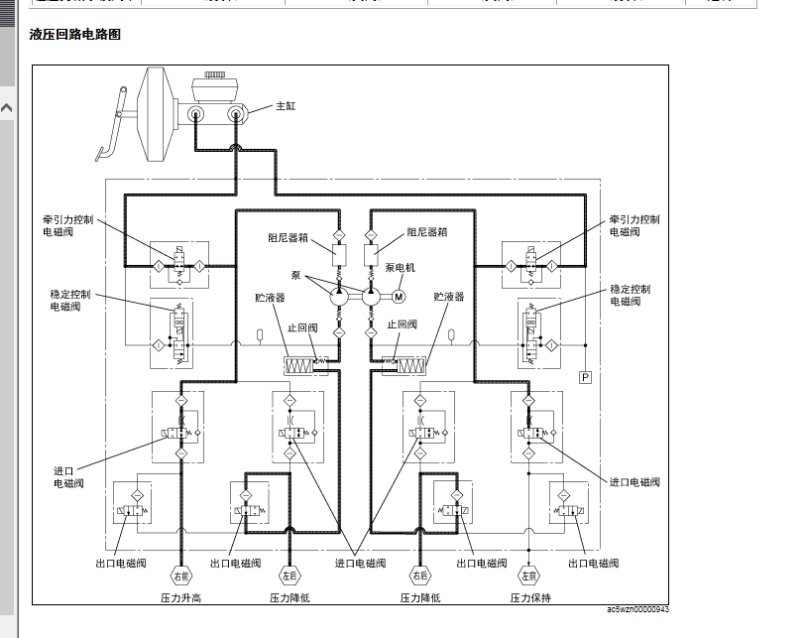 液压回路电路图
主缸
牵引力控制
电磁阀
阻尼器箱
阻尼器箱
牵引力控制
电磁阀
泵
泵电机
M
稳定控制
电磁阀
贮液器
止回阀
止回阀
贮液器
稳定控制
电磁阀
P
进口
电磁阀
进口电磁阀
出口电磁阀
出口电磁阀
进口电磁阀
出口电磁阀
出口电磁阀
右前
左后
右后
左前
压力升高
压力降低
压力降低
压力保持
ac5wzn00000943